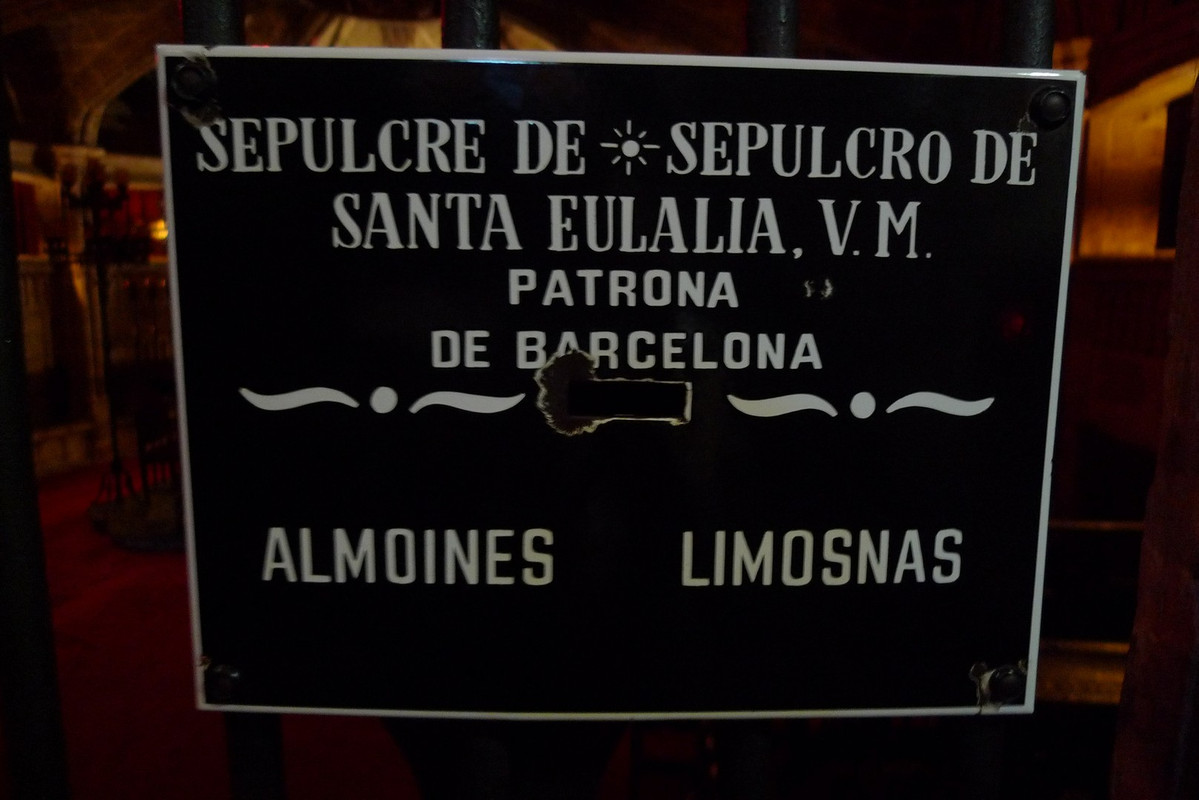 SEPULCRE DE SEPULCRO DE
SANTA EULALIA, V. M.
PATRONA
DE BARCELONA
ALMOINES LIMOSNAS